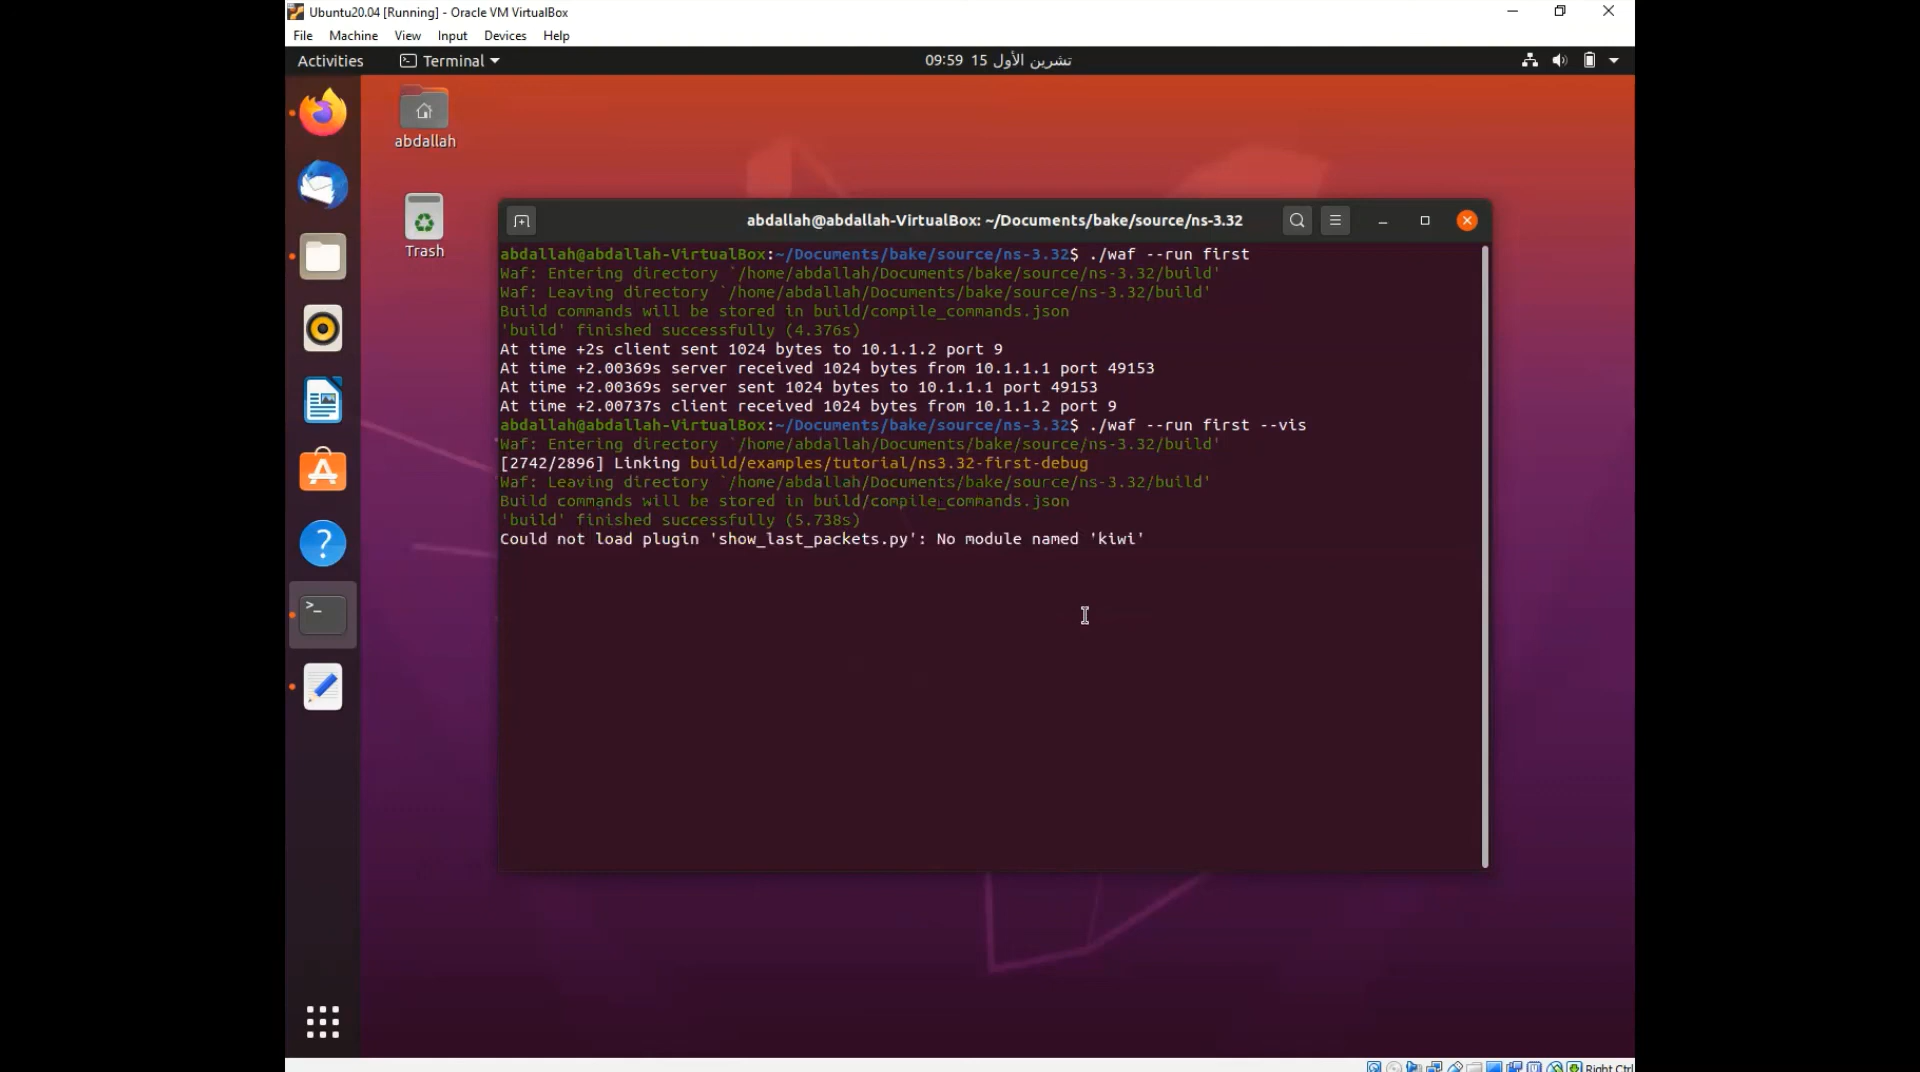 Ubuntu20.04 [Running] - Oracle VM VirtualBox
File Machine View Input Devices Help
Activities Terminal 09:59 15 تشرين الأول
abdallah
Trash
abdallah@abdallah-VirtualBox: ~/Documents/bake/source/ns-3.32
abdallah@abdallah-VirtualBox:~/Documents/bake/source/ns-3.32$ ./waf --run first
Waf: Entering directory `/home/abdallah/Documents/bake/source/ns-3.32/build'
Waf: Leaving directory `/home/abdallah/Documents/bake/source/ns-3.32/build'
Build commands will be stored in build/compile_commands.json
'build' finished successfully (4.376s)
At time +2s client sent 1024 bytes to 10.1.1.2 port 9
At time +2.00369s server received 1024 bytes from 10.1.1.1 port 49153
At time +2.00369s server sent 1024 bytes to 10.1.1.1 port 49153
At time +2.00737s client received 1024 bytes from 10.1.1.2 port 9
abdallah@abdallah-VirtualBox:~/Documents/bake/source/ns-3.32$ ./waf --run first --vis
Waf: Entering directory `/home/abdallah/Documents/bake/source/ns-3.32/build'
[2742/2896] Linking build/examples/tutorial/ns3.32-first-debug
Waf: Leaving directory `/home/abdallah/Documents/bake/source/ns-3.32/build'
Build commands will be stored in build/compile_commands.json
'build' finished successfully (5.738s)
Could not load plugin 'show_last_packets.py': No module named 'kiwi'
Right Ctrl